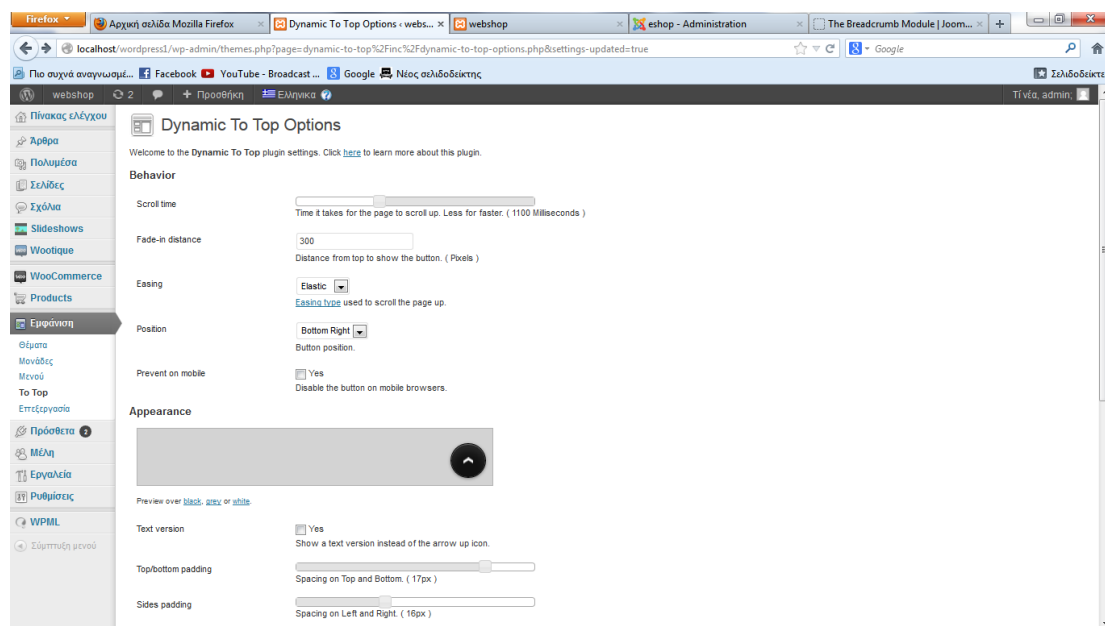 Firefox
Αρχική σελίδα Mozilla Firefox
Dynamic To Top Options ‹ webs...
webshop
eshop - Administration
The Breadcrumb Module | Joom...
localhost/wordpress1/wp-admin/themes.php?page=dynamic-to-top%2Finc%2Fdynamic-to-top-options.php&settings-updated=true
Google
Πιο συχνά αναγνωσμέ...
Facebook
YouTube - Broadcast ...
Google
Νέος σελιδοδείκτης
Σελιδοδείκτε
webshop
2
+ Προσθήκη
Ελληνικα
Τί νέα, admin;
Πίνακας ελέγχου
Άρθρα
Πολυμέσα
Σελίδες
Σχόλια
Slideshows
Wootique
WooCommerce
Products
Εμφάνιση
Θέματα
Μονάδες
Μενού
To Top
Επεξεργασία
Πρόσθετα 2
Μέλη
Εργαλεία
Ρυθμίσεις
WPML
Σύμπτυξη μενού
Dynamic To Top Options
Welcome to the Dynamic To Top plugin settings. Click here to learn more about this plugin.
Behavior
Scroll time
Time it takes for the page to scroll up. Less for faster. ( 1100 Milliseconds )
Fade-in distance
300
Distance from top to show the button. ( Pixels )
Easing
Elastic
Easing type used to scroll the page up.
Position
Bottom Right
Button position.
Prevent on mobile
Yes
Disable the button on mobile browsers.
Appearance
Preview over black, grey or white.
Text version
Yes
Show a text version instead of the arrow up icon.
Top/bottom padding
Spacing on Top and Bottom. ( 17px )
Sides padding
Spacing on Left and Right. ( 16px )